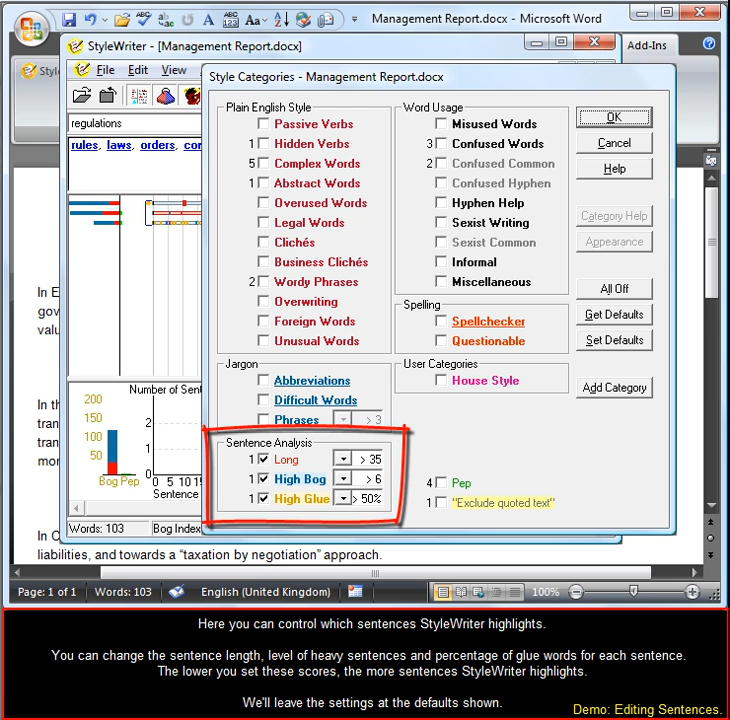 Management Report.docx - Microsoft Word
StyleWriter - [Management Report.docx]
Add-Ins
File Edit View
Style Categories - Management Report.docx
regulations
rules, laws, orders,
Plain English Style
Passive Verbs
1 Hidden Verbs
5 Complex Words
1 Abstract Words
Overused Words
Legal Words
Clichés
Business Clichés
2 Wordy Phrases
Overwriting
Foreign Words
Unusual Words
Word Usage
Misused Words
3 Confused Words
2 Confused Common
Confused Hyphen
Hyphen Help
Sexist Writing
Sexist Common
Informal
Miscellaneous
Spelling
Spellchecker
Questionable
User Categories
House Style
OK
Cancel
Help
Category Help
Appearance
All Off
Get Defaults
Set Defaults
Add Category
Jargon
Abbreviations
Difficult Words
Phrases > 3
Sentence Analysis
1 Long > 35
1 High Bog > 6
1 High Glue > 50%
4 Pep
1 "Exclude quoted text"
In E
gov
valu
In th
tran
tran
mor
In O
Number of Sen
200
150
100
50
2
1
0
0 5 10 15
Bog Pep
Sentence
Words: 103 Bog Index
liabilities, and towards a “taxation by negotiation” approach.
Page: 1 of 1 Words: 103 English (United Kingdom) 100%
Here you can control which sentences StyleWriter highlights.
You can change the sentence length, level of heavy sentences and percentage of glue words for each sentence.
The lower you set these scores, the more sentences StyleWriter highlights.
We'll leave the settings at the defaults shown.
Demo: Editing Sentences.